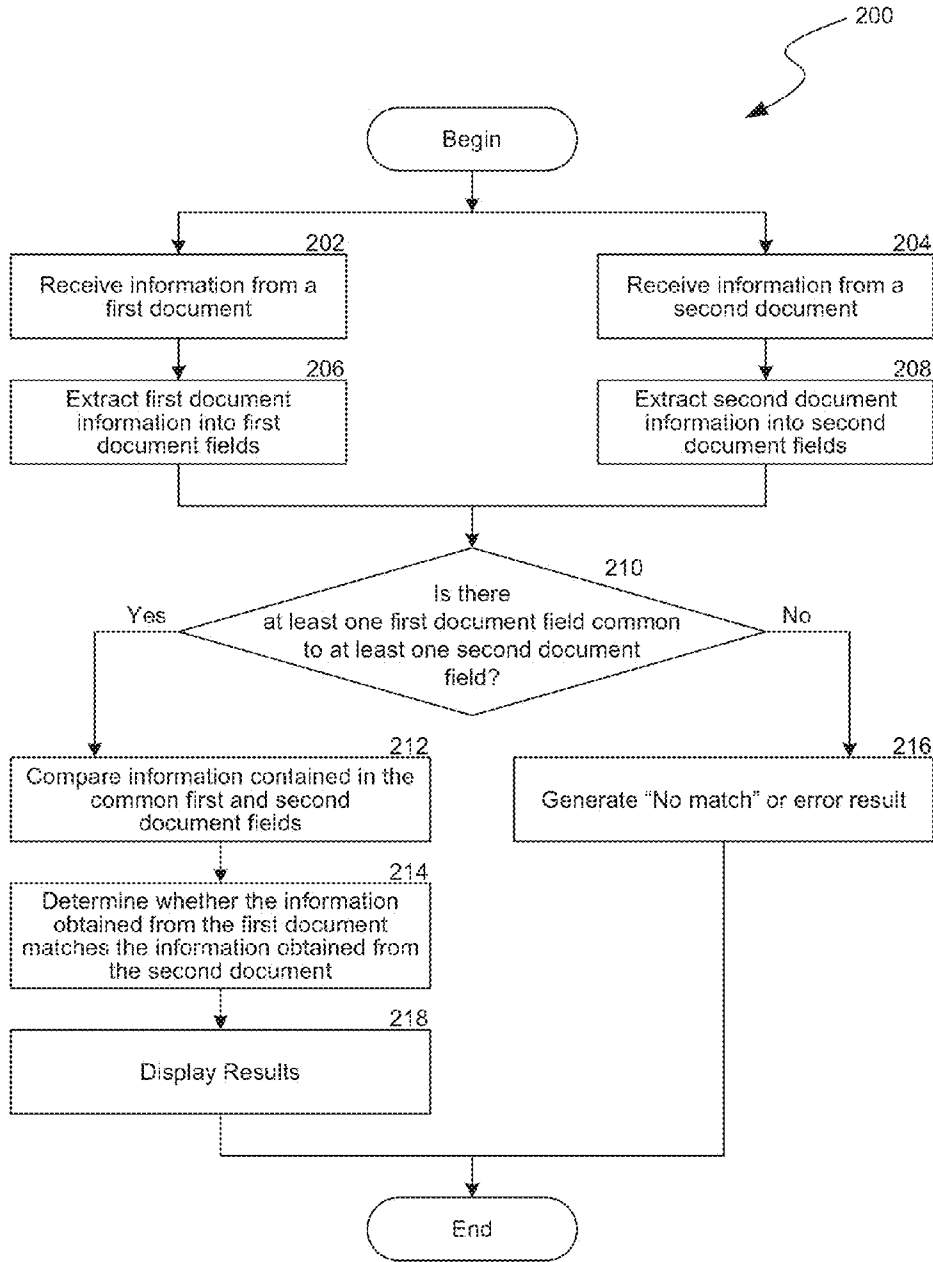 200
Begin
202
Receive information from a
first document
204
Receive information from a
second document
206
Extract first document
information into first
document fields
208
Extract second document
information into second
document fields
210
Is there
at least one first document field common
to at least one second document
field?
Yes
No
212
Compare information contained in the
common first and second
document fields
216
Generate “No match” or error result
214
Determine whether the information
obtained from the first document
matches the information obtained from
the second document
218
Display Results
End